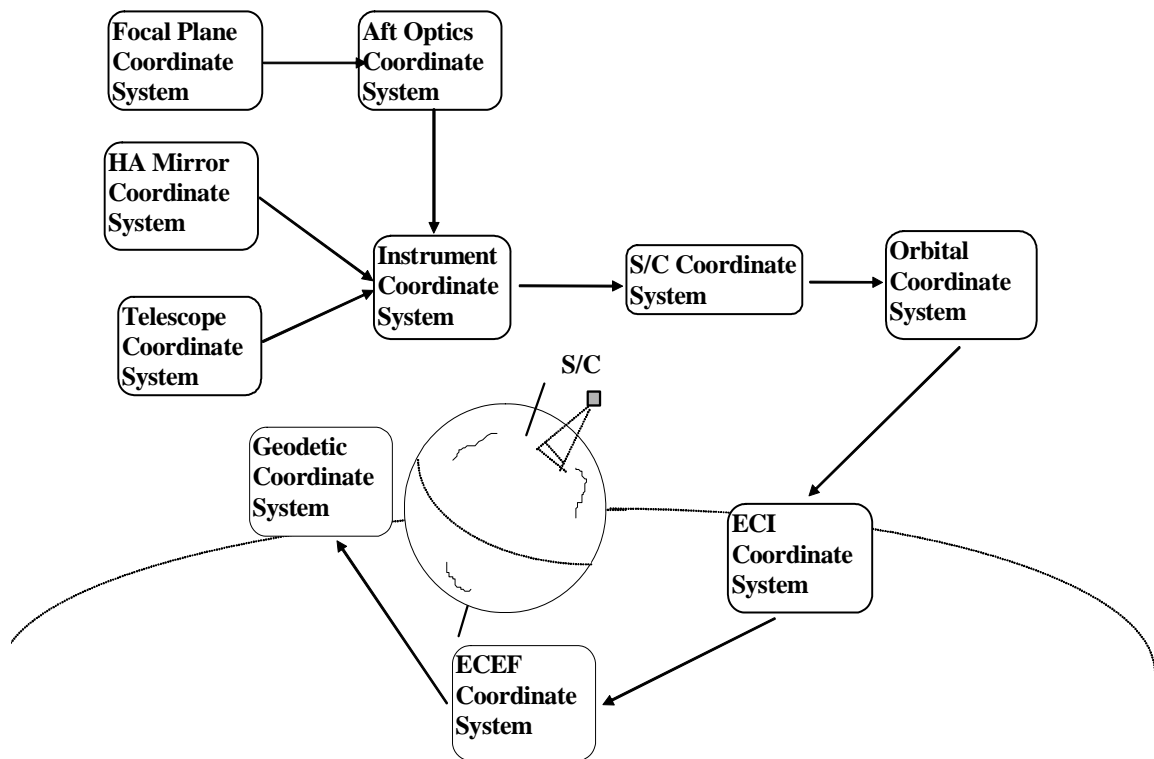 Focal Plane
Coordinate
System
Aft Optics
Coordinate
System
HA Mirror
Coordinate
System
Telescope
Coordinate
System
Instrument
Coordinate
System
S/C Coordinate
System
Orbital
Coordinate
System
S/C
Geodetic
Coordinate
System
ECI
Coordinate
System
ECEF
Coordinate
System